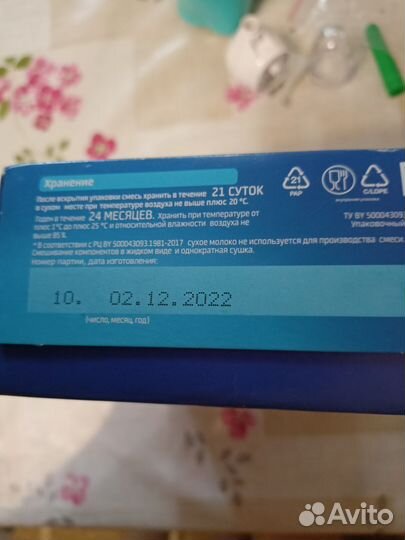 Хранение
После вскрытия упаковки смесь хранить в течение 21 СУТОК
в сухом месте при температуре воздуха не выше плюс 20 °С.
Годен в течение 24 МЕСЯЦЕВ. Хранить при температуре от
плюс 1°С до плюс 25 °С и относительной влажности воздуха не
выше 85 %.
* В соответствии с РЦ BY 500043093.1981-2017 сухое молоко не используется для производства смеси.
Смешивание компонентов в жидком виде и однократная сушка.
Номер партии, дата изготовления:
10. 02.12.2022
(число, месяц, год)
21
PAP
C/LDPE
ТУ BY 500043093
Упаковочный
Avito